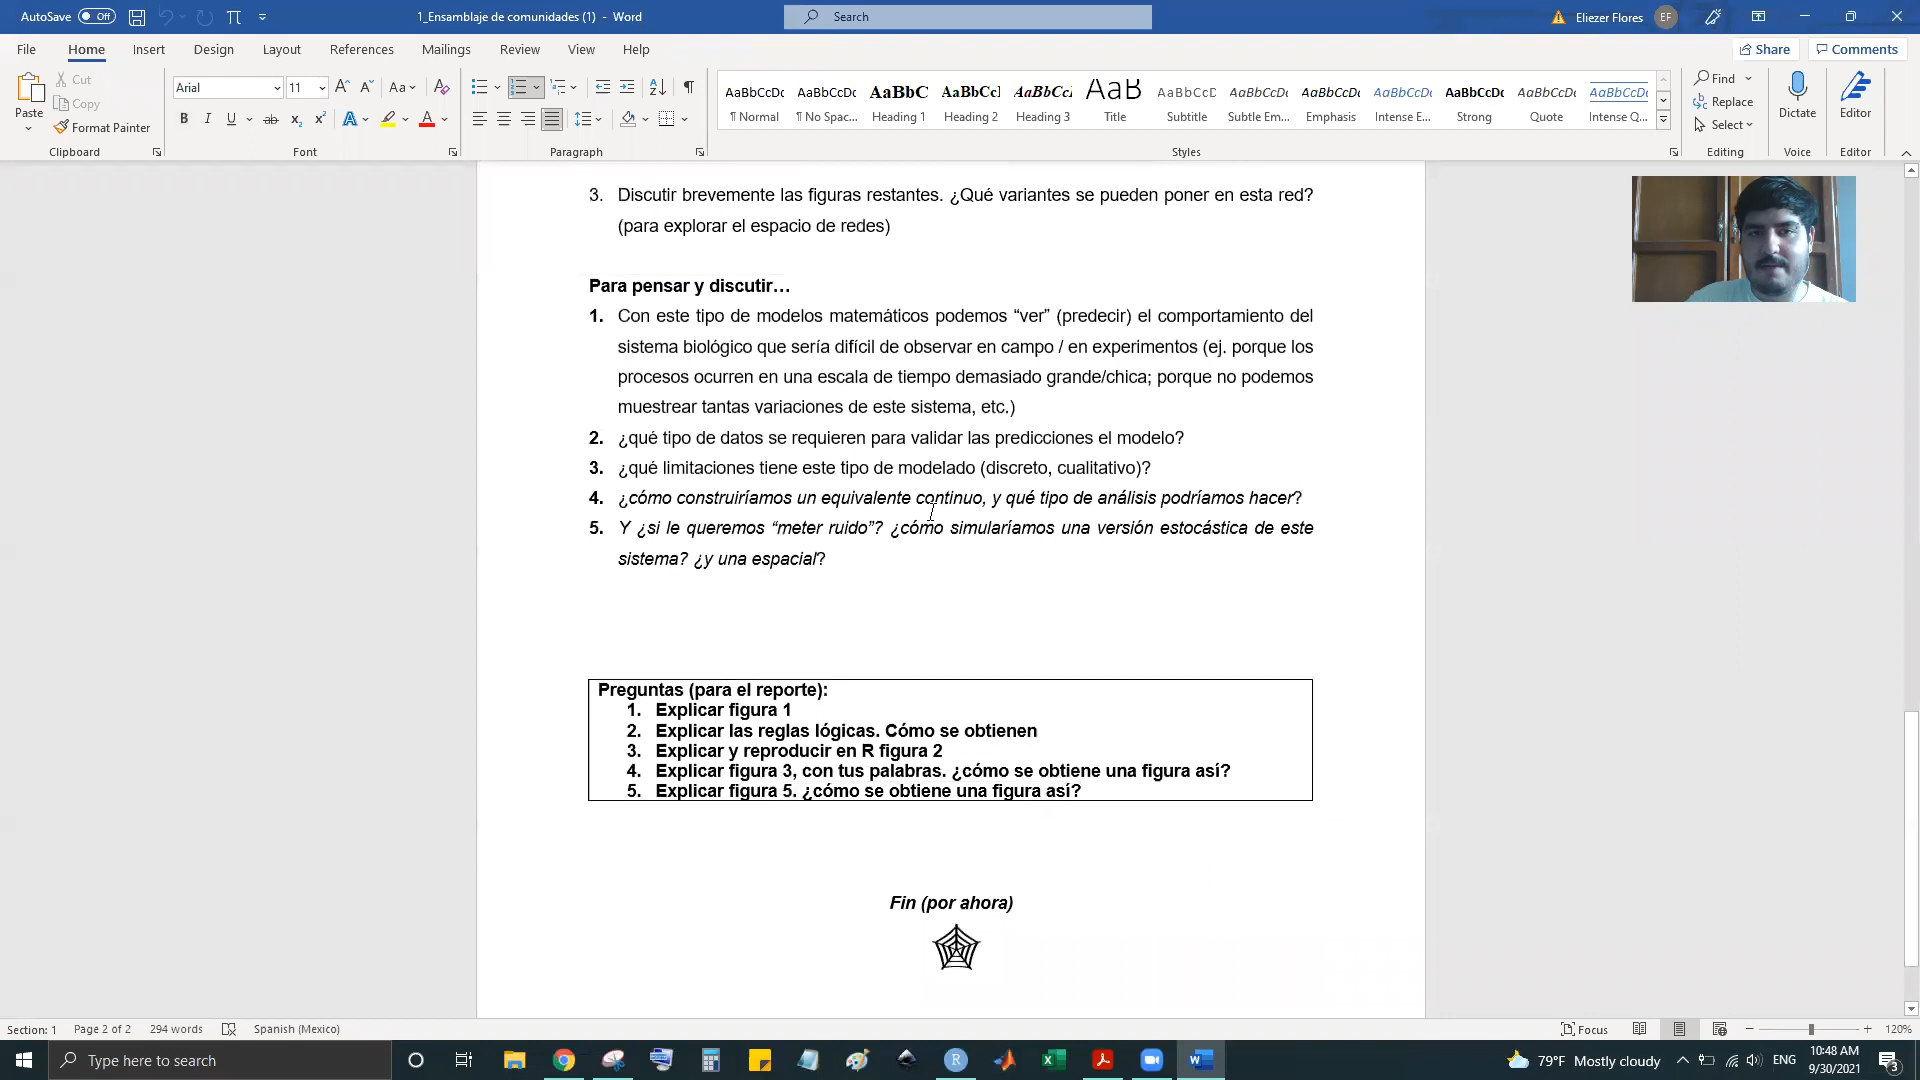 AutoSave Off 1_Ensamblaje de comunidades (1) - Word Search Eliezer Flores EF
File Home Insert Design Layout References Mailings Review View Help Share Comments
Paste Cut Copy Format Painter Clipboard
Arial 11 Font
Paragraph
AaBbCcDc ¶ Normal
AaBbCcDc ¶ No Spac...
AaBbC Heading 1
AaBbCcI Heading 2
AaBbCcI Heading 3
AaB Title
AaBbCcD Subtitle
AaBbCcDc Subtle Em...
AaBbCcDc Emphasis
AaBbCcDc Intense E...
AaBbCcDc Strong
AaBbCcDc Quote
AaBbCcDc Intense Q...
Styles
Find
Replace
Select
Editing
Dictate
Voice
Editor
Editor
3. Discutir brevemente las figuras restantes. ¿Qué variantes se pueden poner en esta red?
(para explorar el espacio de redes)
Para pensar y discutir…
1. Con este tipo de modelos matemáticos podemos “ver” (predecir) el comportamiento del
sistema biológico que sería difícil de observar en campo / en experimentos (ej. porque los
procesos ocurren en una escala de tiempo demasiado grande/chica; porque no podemos
muestrear tantas variaciones de este sistema, etc.)
2. ¿qué tipo de datos se requieren para validar las predicciones el modelo?
3. ¿qué limitaciones tiene este tipo de modelado (discreto, cualitativo)?
4. ¿cómo construiríamos un equivalente continuo, y qué tipo de análisis podríamos hacer?
5. Y ¿si le queremos “meter ruido”? ¿cómo simularíamos una versión estocástica de este
sistema? ¿y una espacial?
Preguntas (para el reporte):
1. Explicar figura 1
2. Explicar las reglas lógicas. Cómo se obtienen
3. Explicar y reproducir en R figura 2
4. Explicar figura 3, con tus palabras. ¿cómo se obtiene una figura así?
5. Explicar figura 5. ¿cómo se obtiene una figura así?
Fin (por ahora)
Section: 1 Page 2 of 2 294 words Spanish (Mexico) Focus 120%
Type here to search 79°F Mostly cloudy ENG 10:48 AM
9/30/2021
3